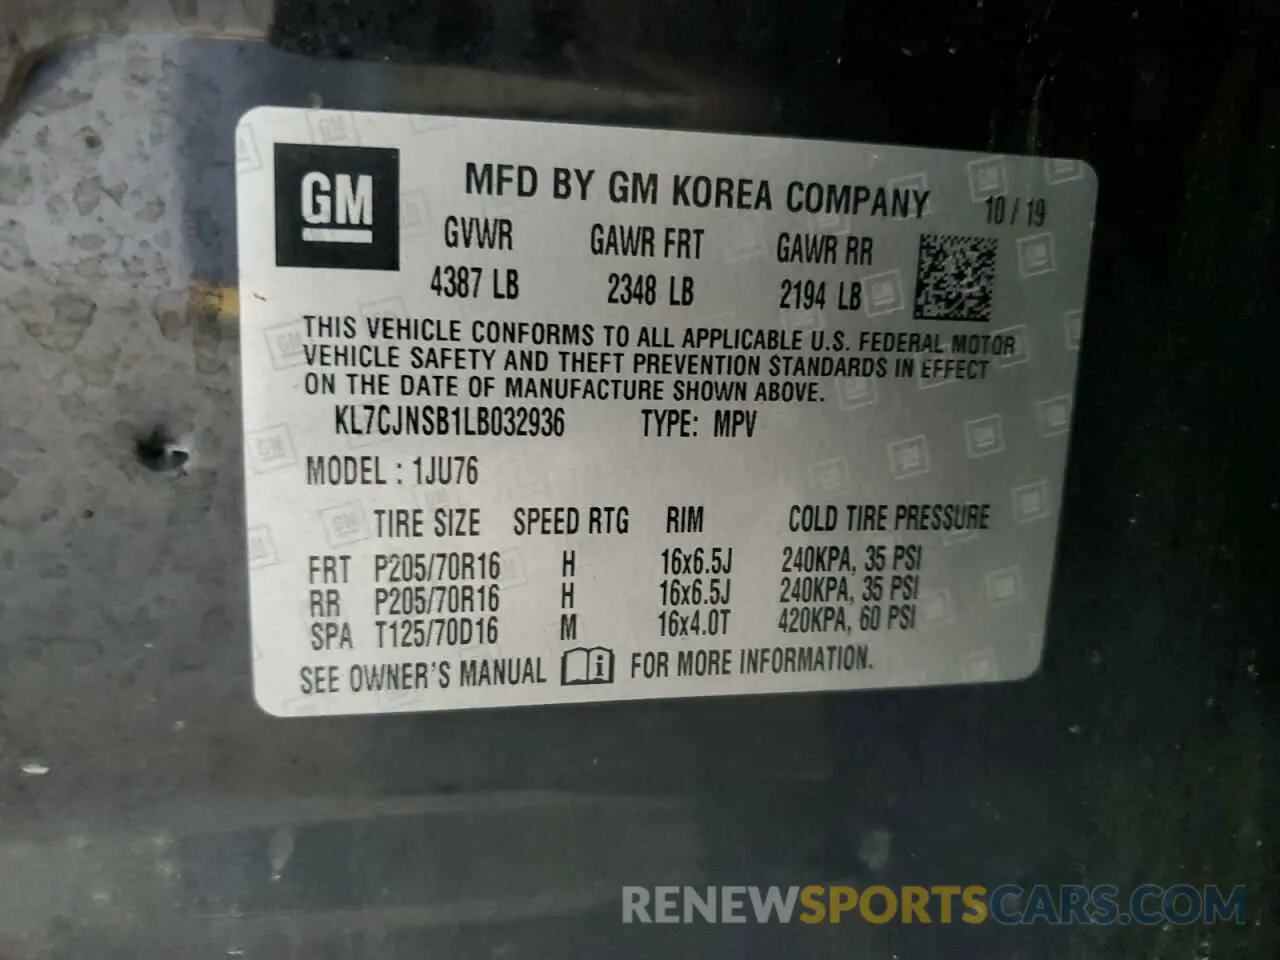 GM
MFD BY GM KOREA COMPANY 10/19
GVWR GAWR FRT GAWR RR
4387 LB 2348 LB 2194 LB
THIS VEHICLE CONFORMS TO ALL APPLICABLE U.S. FEDERAL MOTOR
VEHICLE SAFETY AND THEFT PREVENTION STANDARDS IN EFFECT
ON THE DATE OF MANUFACTURE SHOWN ABOVE.
KL7CJNSB1LB032936 TYPE: MPV
MODEL : 1JU76
TIRE SIZE SPEED RTG RIM COLD TIRE PRESSURE
FRT P205/70R16 H 16x6.5J 240KPA, 35 PSI
RR P205/70R16 H 16x6.5J 240KPA, 35 PSI
SPA T125/70D16 M 16x4.0T 420KPA, 60 PSI
SEE OWNER'S MANUAL i FOR MORE INFORMATION.
RENEWSPORTSCARS.COM